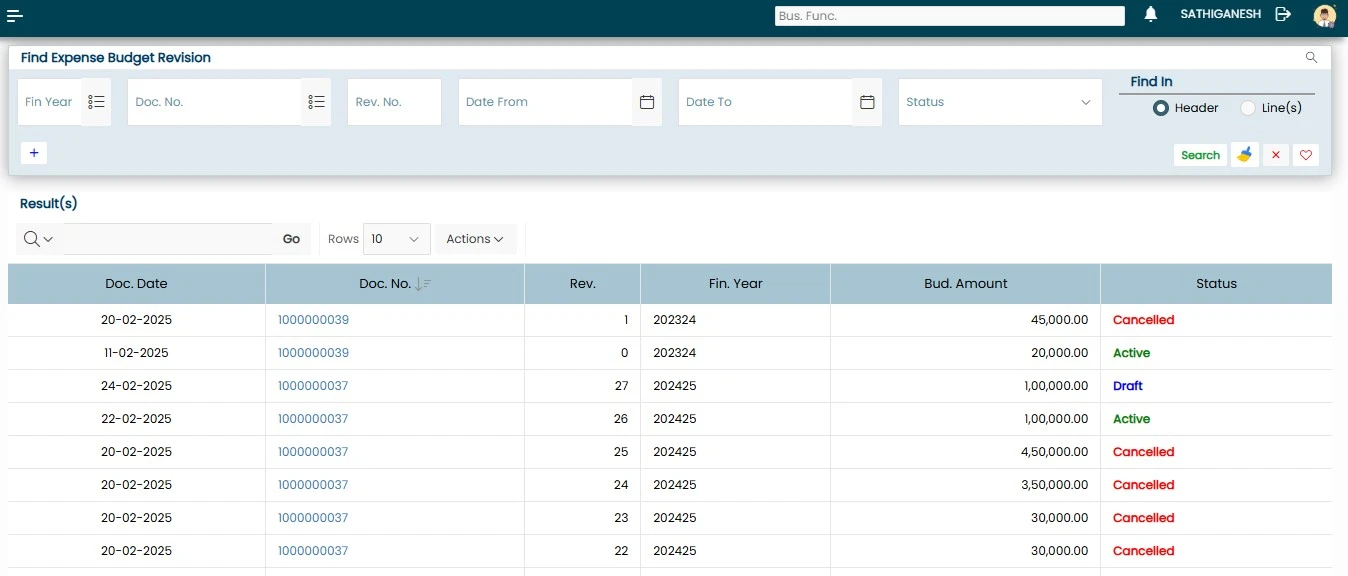 Bus. Func. SATHIGANESH
Find Expense Budget Revision
Find In
Fin Year Doc. No. Rev. No. Date From Date To Status
Header Line(s)
+ Search
Result(s)
Go Rows 10 Actions
Doc. Date Doc. No. Rev. Fin. Year Bud. Amount Status
20-02-2025 1000000039 1 202324 45,000.00 Cancelled
11-02-2025 1000000039 0 202324 20,000.00 Active
24-02-2025 1000000037 27 202425 1,00,000.00 Draft
22-02-2025 1000000037 26 202425 1,00,000.00 Active
20-02-2025 1000000037 25 202425 4,50,000.00 Cancelled
20-02-2025 1000000037 24 202425 3,50,000.00 Cancelled
20-02-2025 1000000037 23 202425 30,000.00 Cancelled
20-02-2025 1000000037 22 202425 30,000.00 Cancelled